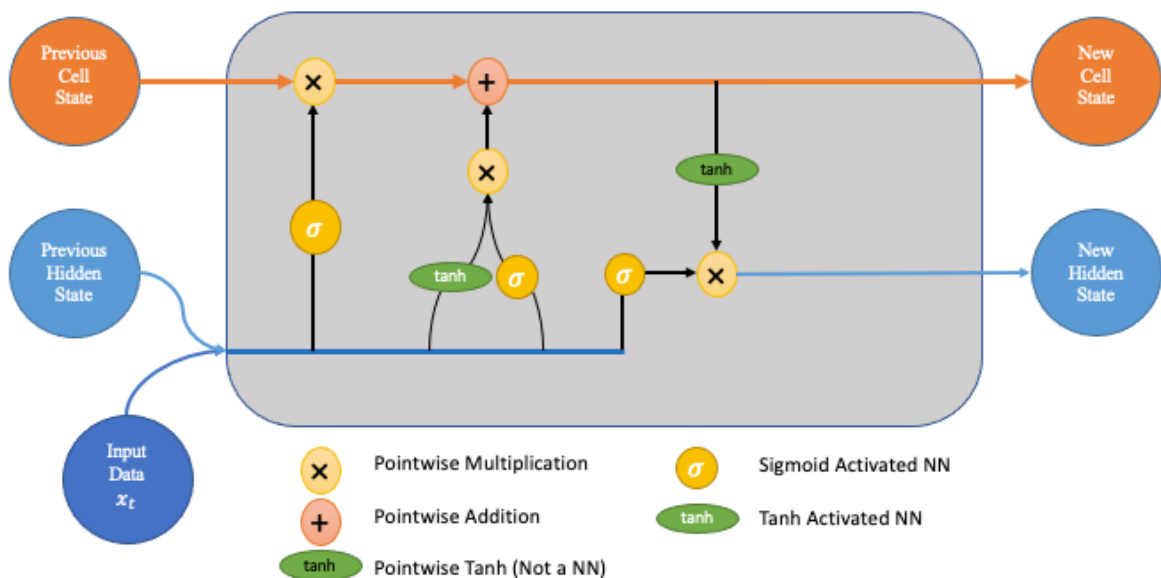 Previous
Cell
State
×
+
New
Cell
State
×
tanh
Previous
Hidden
State
σ
tanh
σ
σ
×
New
Hidden
State
Input
Data
xₜ
×
Pointwise Multiplication
σ
Sigmoid Activated NN
+
Pointwise Addition
tanh
Tanh Activated NN
tanh
Pointwise Tanh (Not a NN)